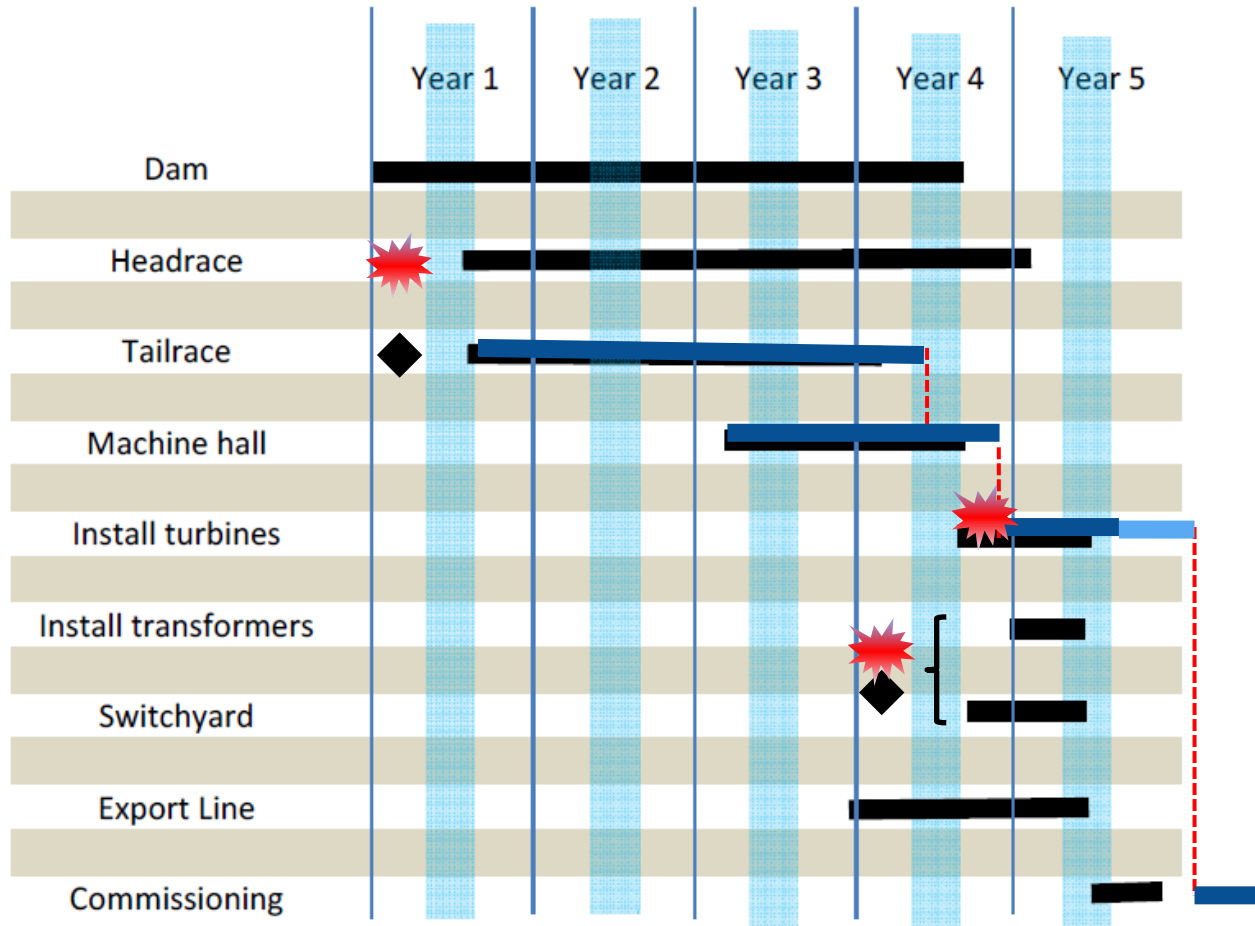 Year 1 Year 2 Year 3 Year 4 Year 5
Dam
Headrace
Tailrace
Machine hall
Install turbines
Install transformers
Switchyard
Export Line
Commissioning